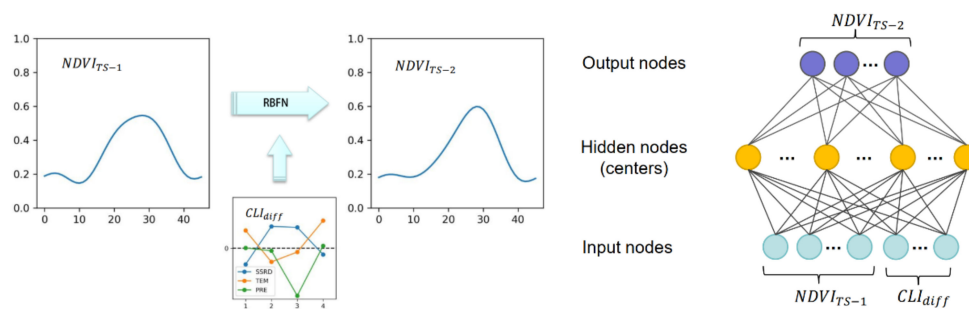 1.0
0.8
0.6
0.4
0.2
0.0
NDVI_{TS−1}
0 10 20 30 40
RBFN
CLI_{diff}
0
SSRD
TEM
PRE
1 2 3 4
1.0
0.8
0.6
0.4
0.2
0.0
NDVI_{TS−2}
0 10 20 30 40
NDVI_{TS−2}
Output nodes
...
Hidden nodes
(centers)
... ... ...
Input nodes
... ...
NDVI_{TS−1} CLI_{diff}